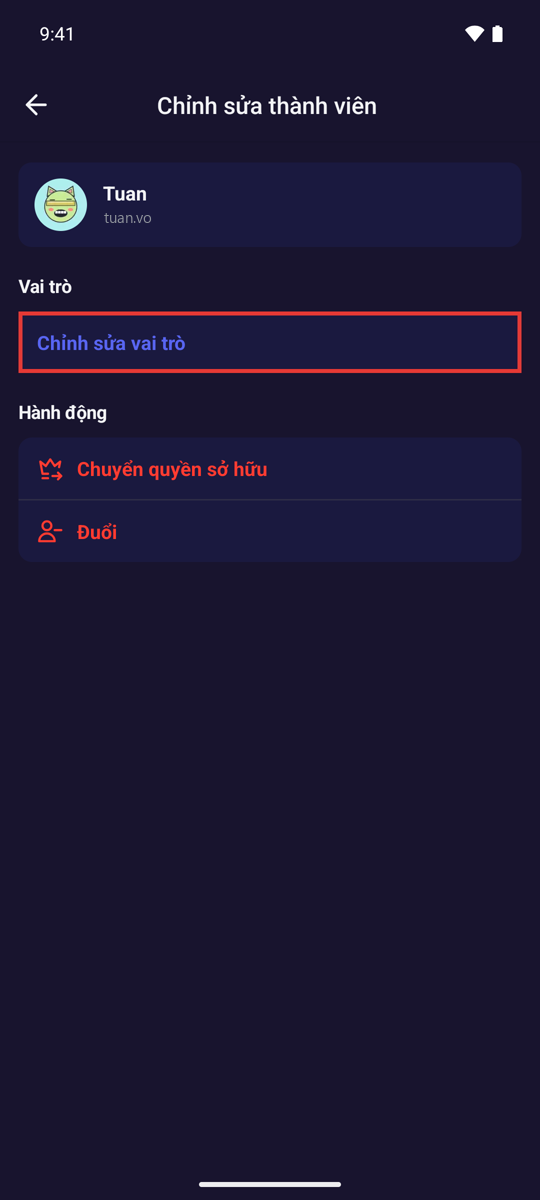 9:41
Chỉnh sửa thành viên
Tuan
tuan.vo
Vai trò
Chỉnh sửa vai trò
Hành động
Chuyển quyền sở hữu
Đuổi